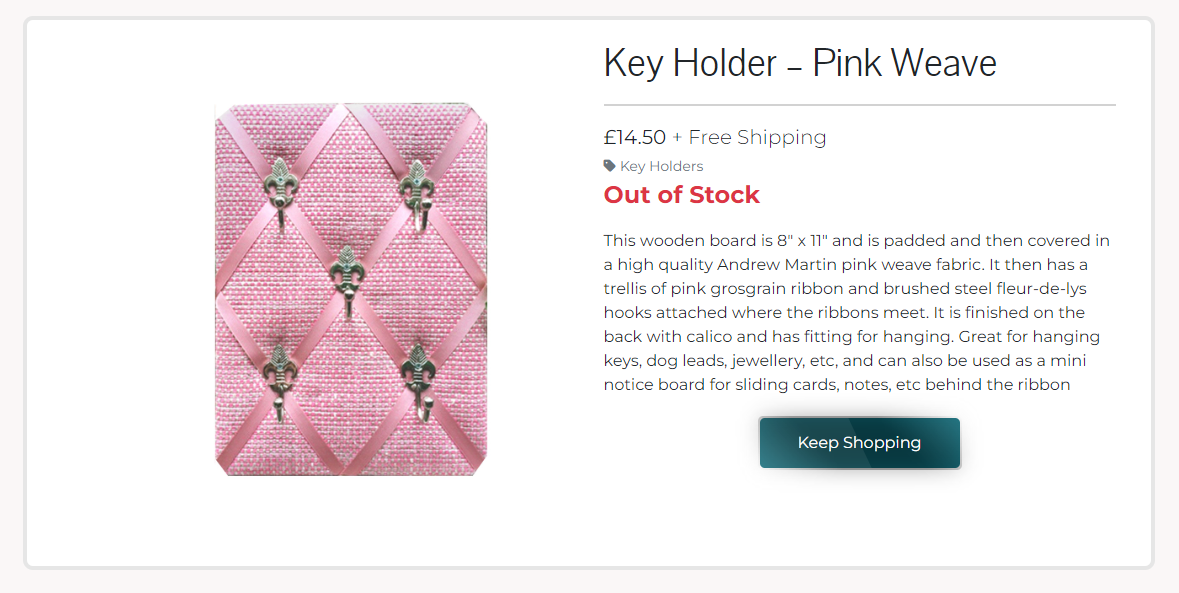 Key Holder – Pink Weave
£14.50 + Free Shipping
Key Holders
Out of Stock
This wooden board is 8" x 11" and is padded and then covered in
a high quality Andrew Martin pink weave fabric. It then has a
trellis of pink grosgrain ribbon and brushed steel fleur-de-lys
hooks attached where the ribbons meet. It is finished on the
back with calico and has fitting for hanging. Great for hanging
keys, dog leads, jewellery, etc, and can also be used as a mini
notice board for sliding cards, notes, etc behind the ribbon
Keep Shopping